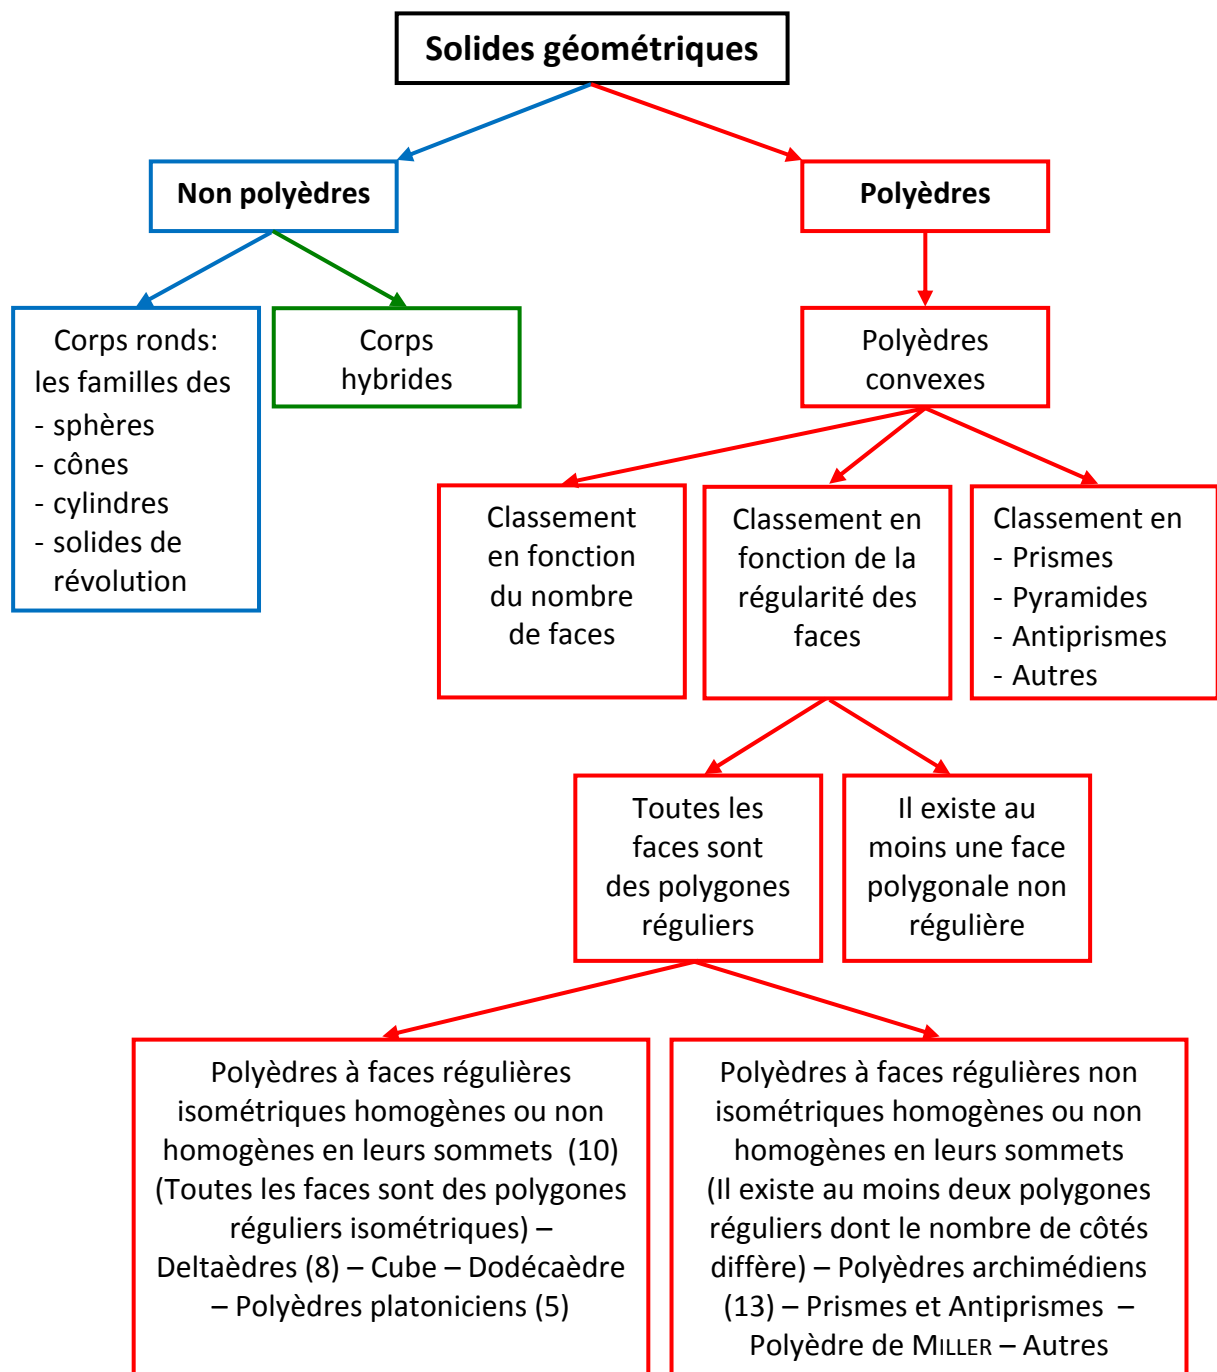 Solides géométriques
Non polyèdres
Polyèdres
Corps ronds:
les familles des
- sphères
- cônes
- cylindres
- solides de
révolution
Corps
hybrides
Polyèdres
convexes
Classement
en fonction
du nombre
de faces
Classement en
fonction de la
régularité des
faces
Classement en
- Prismes
- Pyramides
- Antiprismes
- Autres
Toutes les
faces sont
des polygones
réguliers
Il existe au
moins une face
polygonale non
régulière
Polyèdres à faces régulières
isométriques homogènes ou non
homogènes en leurs sommets (10)
(Toutes les faces sont des polygones
réguliers isométriques) –
Deltaèdres (8) – Cube – Dodécaèdre
– Polyèdres platoniciens (5)
Polyèdres à faces régulières non
isométriques homogènes ou non
homogènes en leurs sommets
(Il existe au moins deux polygones
réguliers dont le nombre de côtés
diffère) – Polyèdres archimédiens
(13) – Prismes et Antiprismes –
Polyèdre de MILLER – Autres